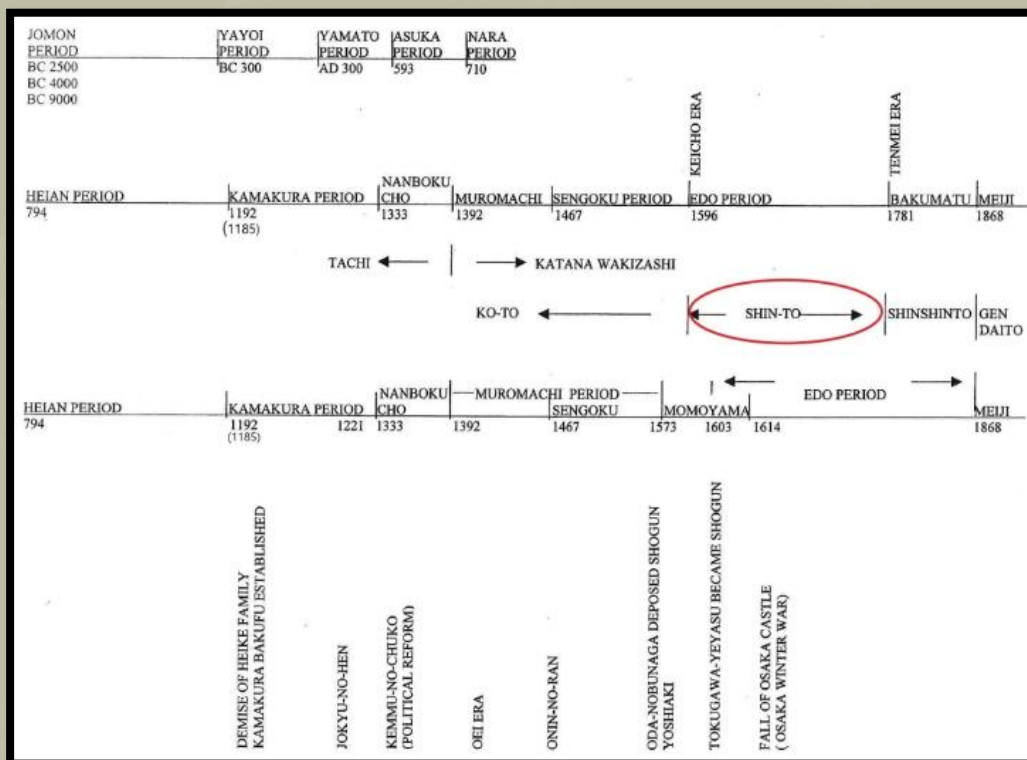 JOMON PERIOD
BC 2500
BC 4000
BC 9000
YAYOI PERIOD
BC 300
YAMATO PERIOD
AD 300
ASUKA PERIOD
593
NARA PERIOD
710
KEICHO ERA
TENMEI ERA
HEIAN PERIOD
794
KAMAKURA PERIOD
1192
(1185)
NANBOKU
CHO
1333
MUROMACHI
1392
SENGOKU PERIOD
1467
EDO PERIOD
1596
BAKUMATU
1781
MEIJI
1868
TACHI
KATANA WAKIZASHI
KO-TO
SHIN-TO
SHINSHINTO
GEN
DAITO
HEIAN PERIOD
794
KAMAKURA PERIOD
1192
(1185)
1221
NANBOKU
CHO
1333
MUROMACHI PERIOD
1392
SENGOKU
1467
MOMOYAMA
1573
1603
1614
EDO PERIOD
MEIJI
1868
DEMISE OF HEIKE FAMILY
KAMAKURA BAKUFU ESTABLISHED
JOKYU-NO-HEN
KEMMU-NO-CHUKO
(POLITICAL REFORM)
OEI ERA
ONIN-NO-RAN
ODA-NOBUNAGA DEPOSED SHOGUN
YOSHIAKI
TOKUGAWA-YEYASU BECAME SHOGUN
FALL OF OSAKA CASTLE
( OSAKA WINTER WAR)